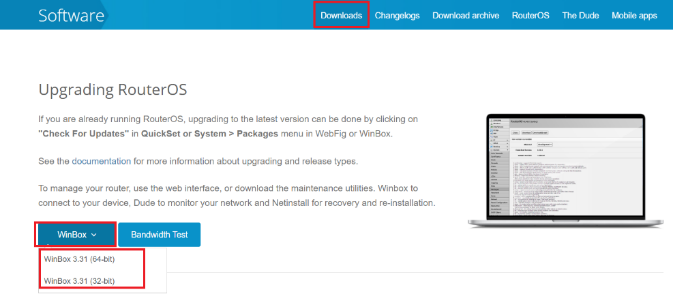 Software
Downloads Changelogs Download archive RouterOS The Dude Mobile apps
Upgrading RouterOS
If you are already running RouterOS, upgrading to the latest version can be done by clicking on
"Check For Updates" in QuickSet or System > Packages menu in WebFig or WinBox.
See the documentation for more information about upgrading and release types.
To manage your router, use the web interface, or download the maintenance utilities. Winbox to
connect to your device, Dude to monitor your network and Netinstall for recovery and re-installation.
WinBox Bandwidth Test
WinBox 3.31 (64-bit)
WinBox 3.31 (32-bit)